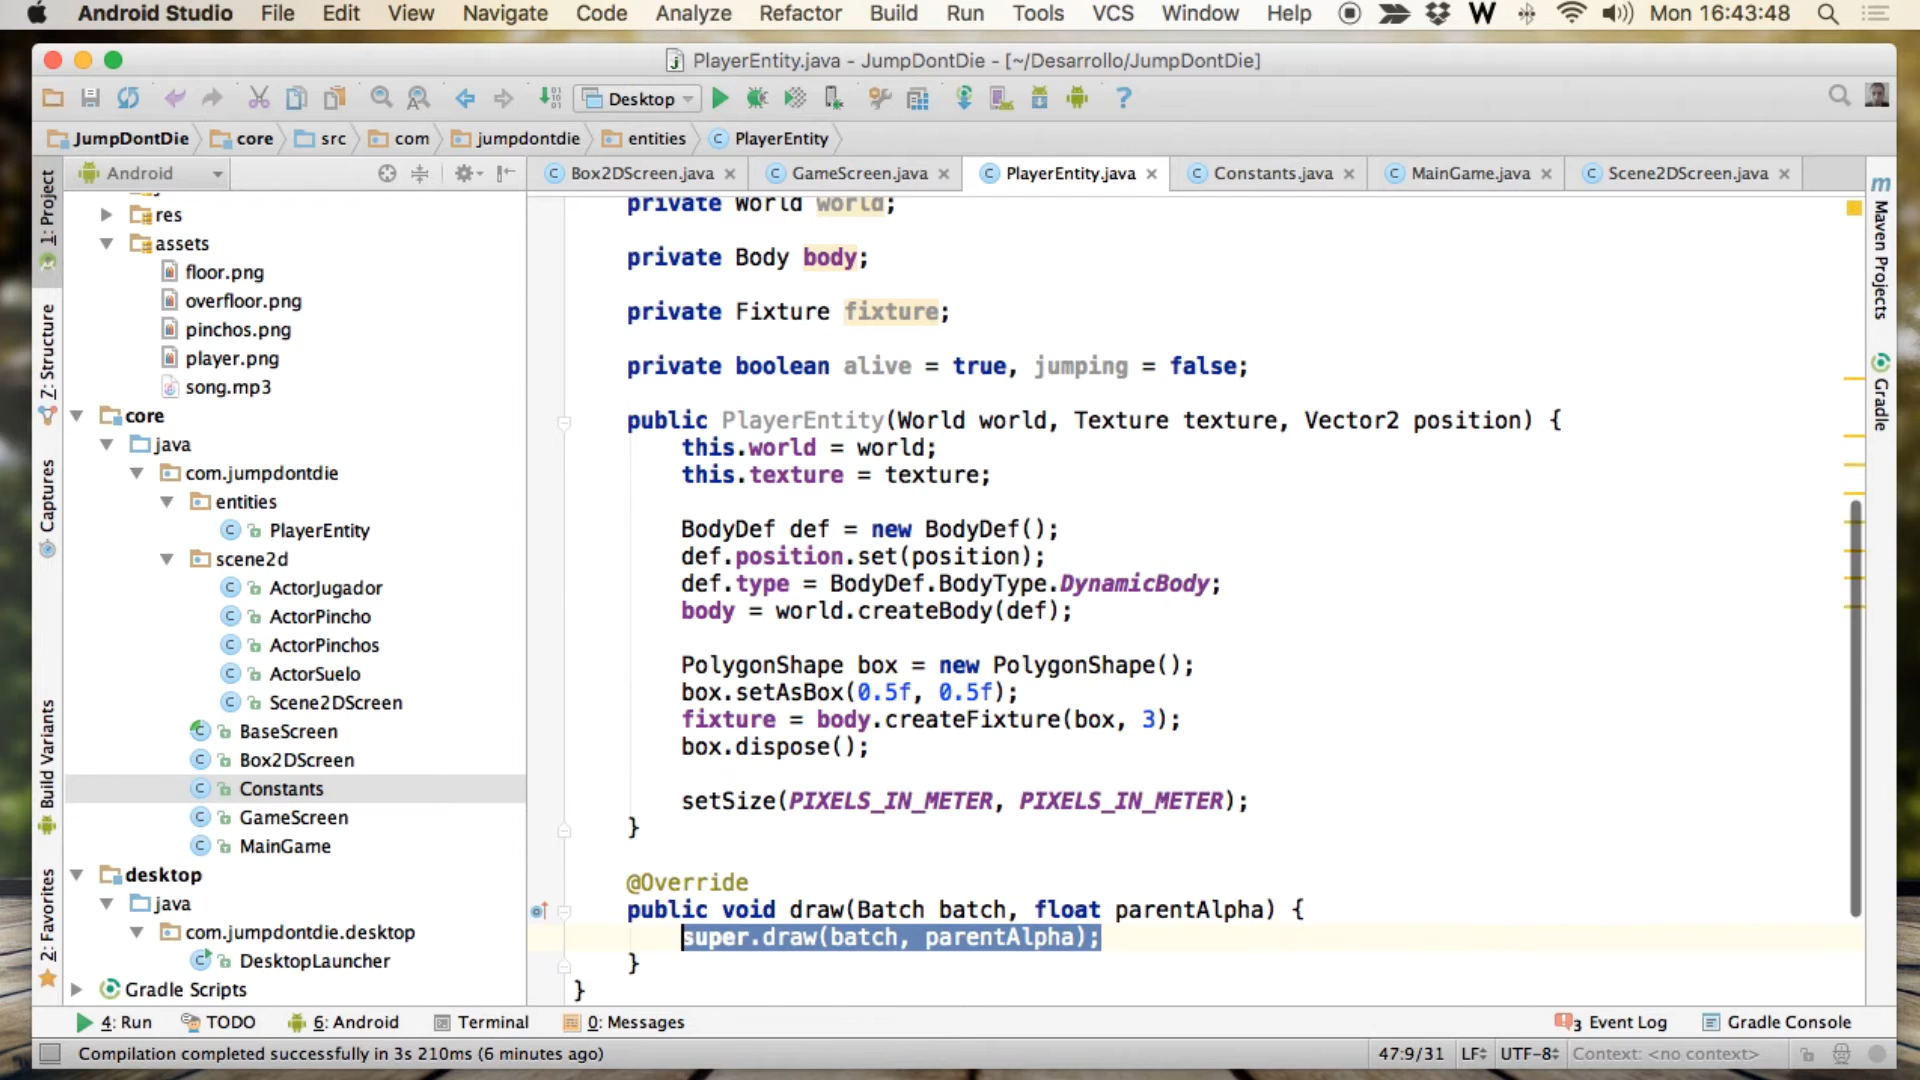 Android Studio File Edit View Navigate Code Analyze Refactor Build Run Tools VCS Window Help W Mon 16:43:48
PlayerEntity.java - JumpDontDie - [~/Desarrollo/JumpDontDie]
Desktop
JumpDontDie core src com jumpdontdie entities PlayerEntity
Android
Box2DScreen.java GameScreen.java PlayerEntity.java Constants.java MainGame.java Scene2DScreen.java
1: Project
7: Structure
Captures
Build Variants
2: Favorites
res
assets
floor.png
overfloor.png
pinchos.png
player.png
song.mp3
core
java
com.jumpdontdie
entities
PlayerEntity
scene2d
ActorJugador
ActorPincho
ActorPinchos
ActorSuelo
Scene2DScreen
BaseScreen
Box2DScreen
Constants
GameScreen
MainGame
desktop
java
com.jumpdontdie.desktop
DesktopLauncher
Gradle Scripts
private World world;
private Body body;
private Fixture fixture;
private boolean alive = true, jumping = false;
public PlayerEntity(World world, Texture texture, Vector2 position) {
this.world = world;
this.texture = texture;
BodyDef def = new BodyDef();
def.position.set(position);
def.type = BodyDef.BodyType.DynamicBody;
body = world.createBody(def);
PolygonShape box = new PolygonShape();
box.setAsBox(0.5f, 0.5f);
fixture = body.createFixture(box, 3);
box.dispose();
setSize(PIXELS_IN_METER, PIXELS_IN_METER);
}
@Override
public void draw(Batch batch, float parentAlpha) {
super.draw(batch, parentAlpha);
}
}
m Maven Projects
Gradle
4: Run TODO 6: Android Terminal 0: Messages 3 Event Log Gradle Console
Compilation completed successfully in 3s 210ms (6 minutes ago) 47:9/31 LF UTF-8 Context: <no context>